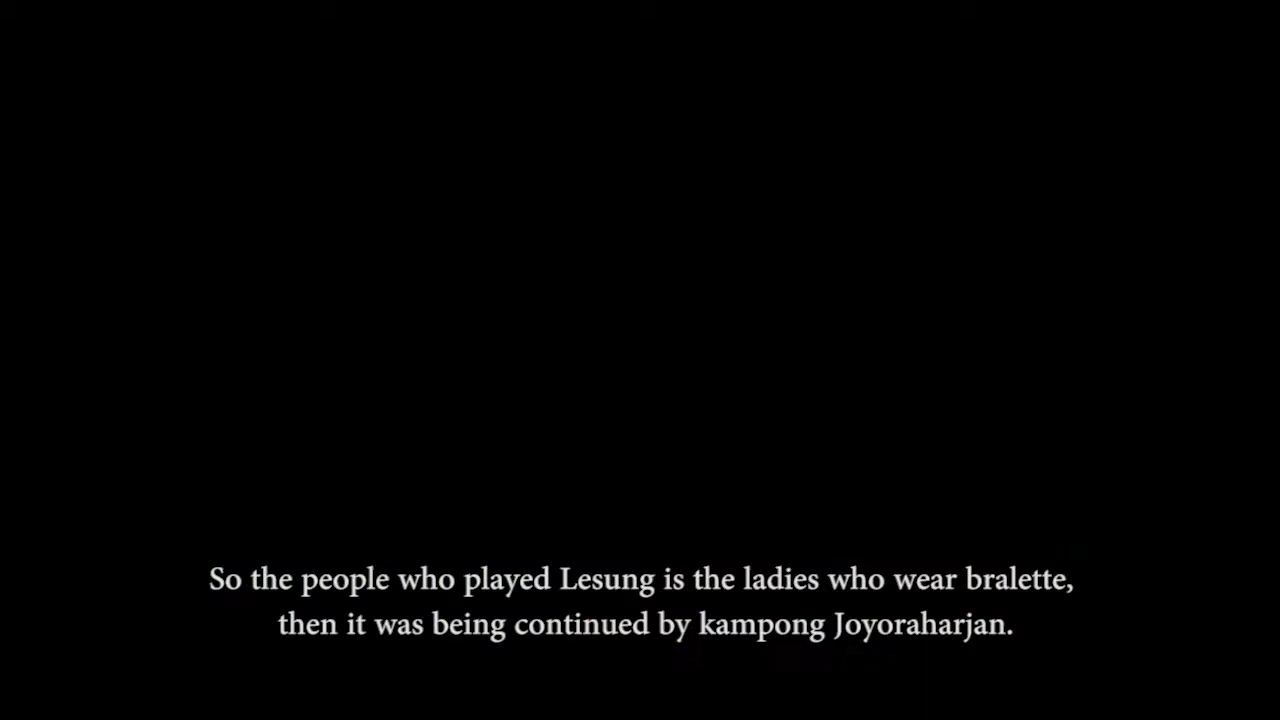 So the people who played Lesung is the ladies who wear bralette,
then it was being continued by kampong Joyoraharjan.